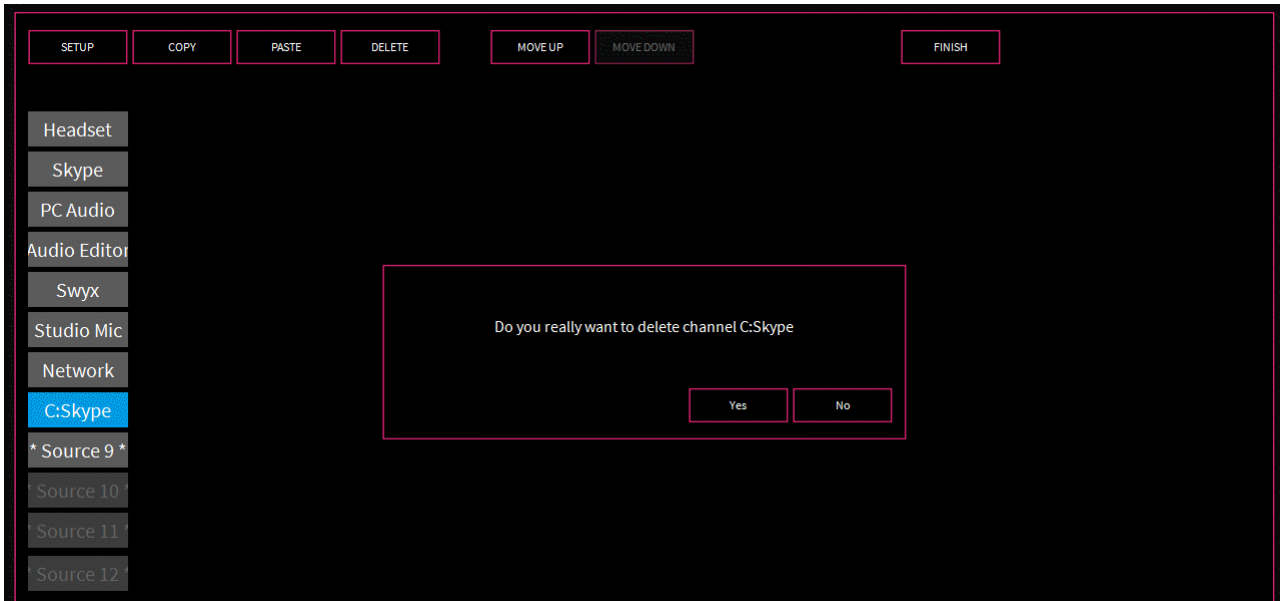 SETUP COPY PASTE DELETE MOVE UP MOVE DOWN FINISH
Headset
Skype
PC Audio
Audio Editor
Swyx
Studio Mic
Network
C:Skype
* Source 9 *
* Source 10 *
* Source 11 *
* Source 12 *
Do you really want to delete channel C:Skype
Yes No